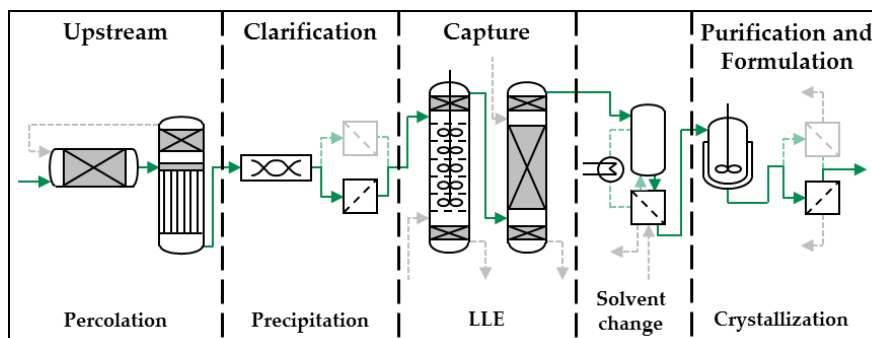 Upstream
Clarification
Capture
Purification and
Formulation
Percolation
Precipitation
LLE
Solvent
change
Crystallization